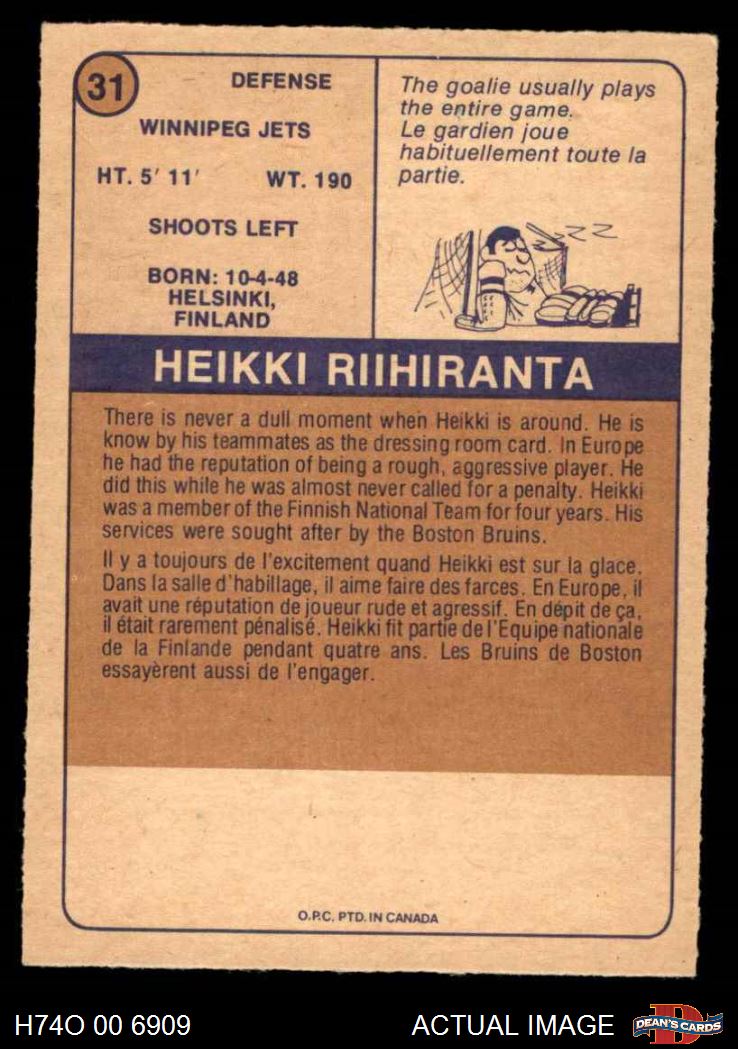 31
DEFENSE
WINNIPEG JETS
HT. 5' 11'
WT. 190
SHOOTS LEFT
BORN: 10-4-48
HELSINKI,
FINLAND
The goalie usually plays
the entire game.
Le gardien joue
habituellement toute la
partie.
ZZZ
HEIKKI RIIHIRANTA
There is never a dull moment when Heikki is around. He is
know by his teammates as the dressing room card. In Europe
he had the reputation of being a rough, aggressive player. He
did this while he was almost never called for a penalty. Heikki
was a member of the Finnish National Team for four years. His
services were sought after by the Boston Bruins.
Il y a toujours de l'excitement quand Heikki est sur la glace.
Dans la salle d'habillage, il aime faire des farces. En Europe, il
avait une réputation de joueur rude et agressif. En dépit de ça,
il était rarement pénalisé. Heikki fit partie de l'Equipe nationale
de la Finlande pendant quatre ans. Les Bruins de Boston
essayèrent aussi de l'engager.
O.P.C. PTD. IN CANADA
H74O 00 6909
ACTUAL IMAGE
D
DEAN'S CARDS